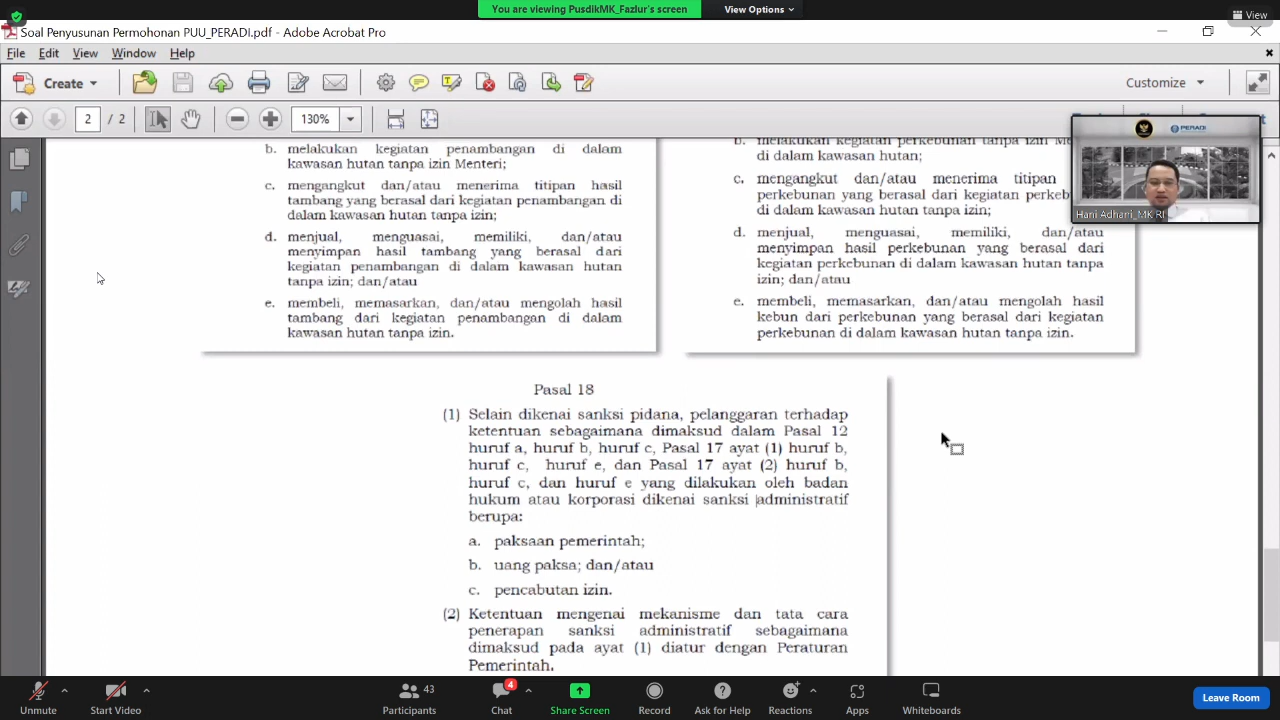 You are viewing PusdikMK_Fazlur's screen
View Options
View
Soal Penyusunan Permohonan PUU_PERADI.pdf - Adobe Acrobat Pro
File Edit View Window Help
Create
Customize
2 / 2
130%
PERADI
Hani Adhani_MK RI
b. melakukan kegiatan penambangan di dalam
kawasan hutan tanpa izin Menteri;
c. mengangkut dan/atau menerima titipan hasil
tambang yang berasal dari kegiatan penambangan di
dalam kawasan hutan tanpa izin;
d. menjual, menguasai, memiliki, dan/atau
menyimpan hasil tambang yang berasal dari
kegiatan penambangan di dalam kawasan hutan
tanpa izin; dan/atau
e. membeli, memasarkan, dan/atau mengolah hasil
tambang dari kegiatan penambangan di dalam
kawasan hutan tanpa izin.
b. melakukan kegiatan perkebunan tanpa izin
di dalam kawasan hutan;
c. mengangkut dan/atau menerima titipan
perkebunan yang berasal dari kegiatan
di dalam kawasan hutan tanpa izin;
d. menjual, menguasai, memiliki, dan/atau
menyimpan hasil perkebunan yang berasal dari
kegiatan perkebunan di dalam kawasan hutan tanpa
izin; dan/atau
e. membeli, memasarkan, dan/atau mengolah hasil
kebun dari perkebunan yang berasal dari kegiatan
perkebunan di dalam kawasan hutan tanpa izin.
Pasal 18
(1) Selain dikenai sanksi pidana, pelanggaran terhadap
ketentuan sebagaimana dimaksud dalam Pasal 12
huruf a, huruf b, huruf c, Pasal 17 ayat (1) huruf b,
huruf c, huruf e, dan Pasal 17 ayat (2) huruf b,
huruf c, dan huruf e yang dilakukan oleh badan
hukum atau korporasi dikenai sanksi administratif
berupa:
a. paksaan pemerintah;
b. uang paksa; dan/atau
c. pencabutan izin.
(2) Ketentuan mengenai mekanisme dan tata cara
penerapan sanksi administratif sebagaimana
dimaksud pada ayat (1) diatur dengan Peraturan
Pemerintah.
Unmute
Start Video
43
Participants
4
Chat
Share Screen
Record
Ask for Help
Reactions
Apps
Whiteboards
Leave Room